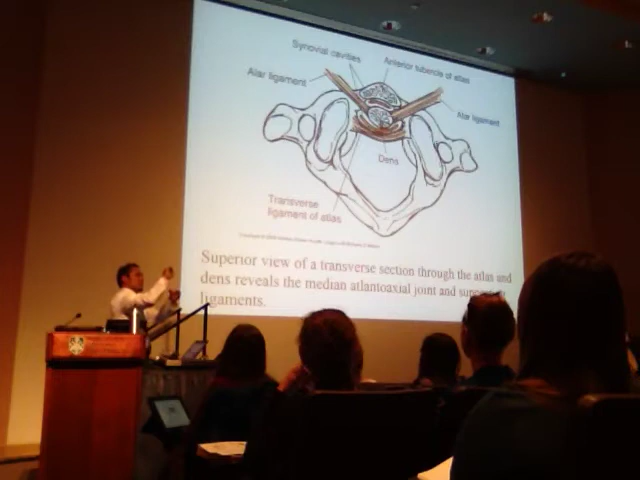 Synovial cavities
Anterior tubercle of atlas
Alar ligament
Alar ligament
Dens
Transverse
ligament of atlas
Superior view of a transverse section through the atlas and
dens reveals the median atlantoaxial joint and
ligaments.